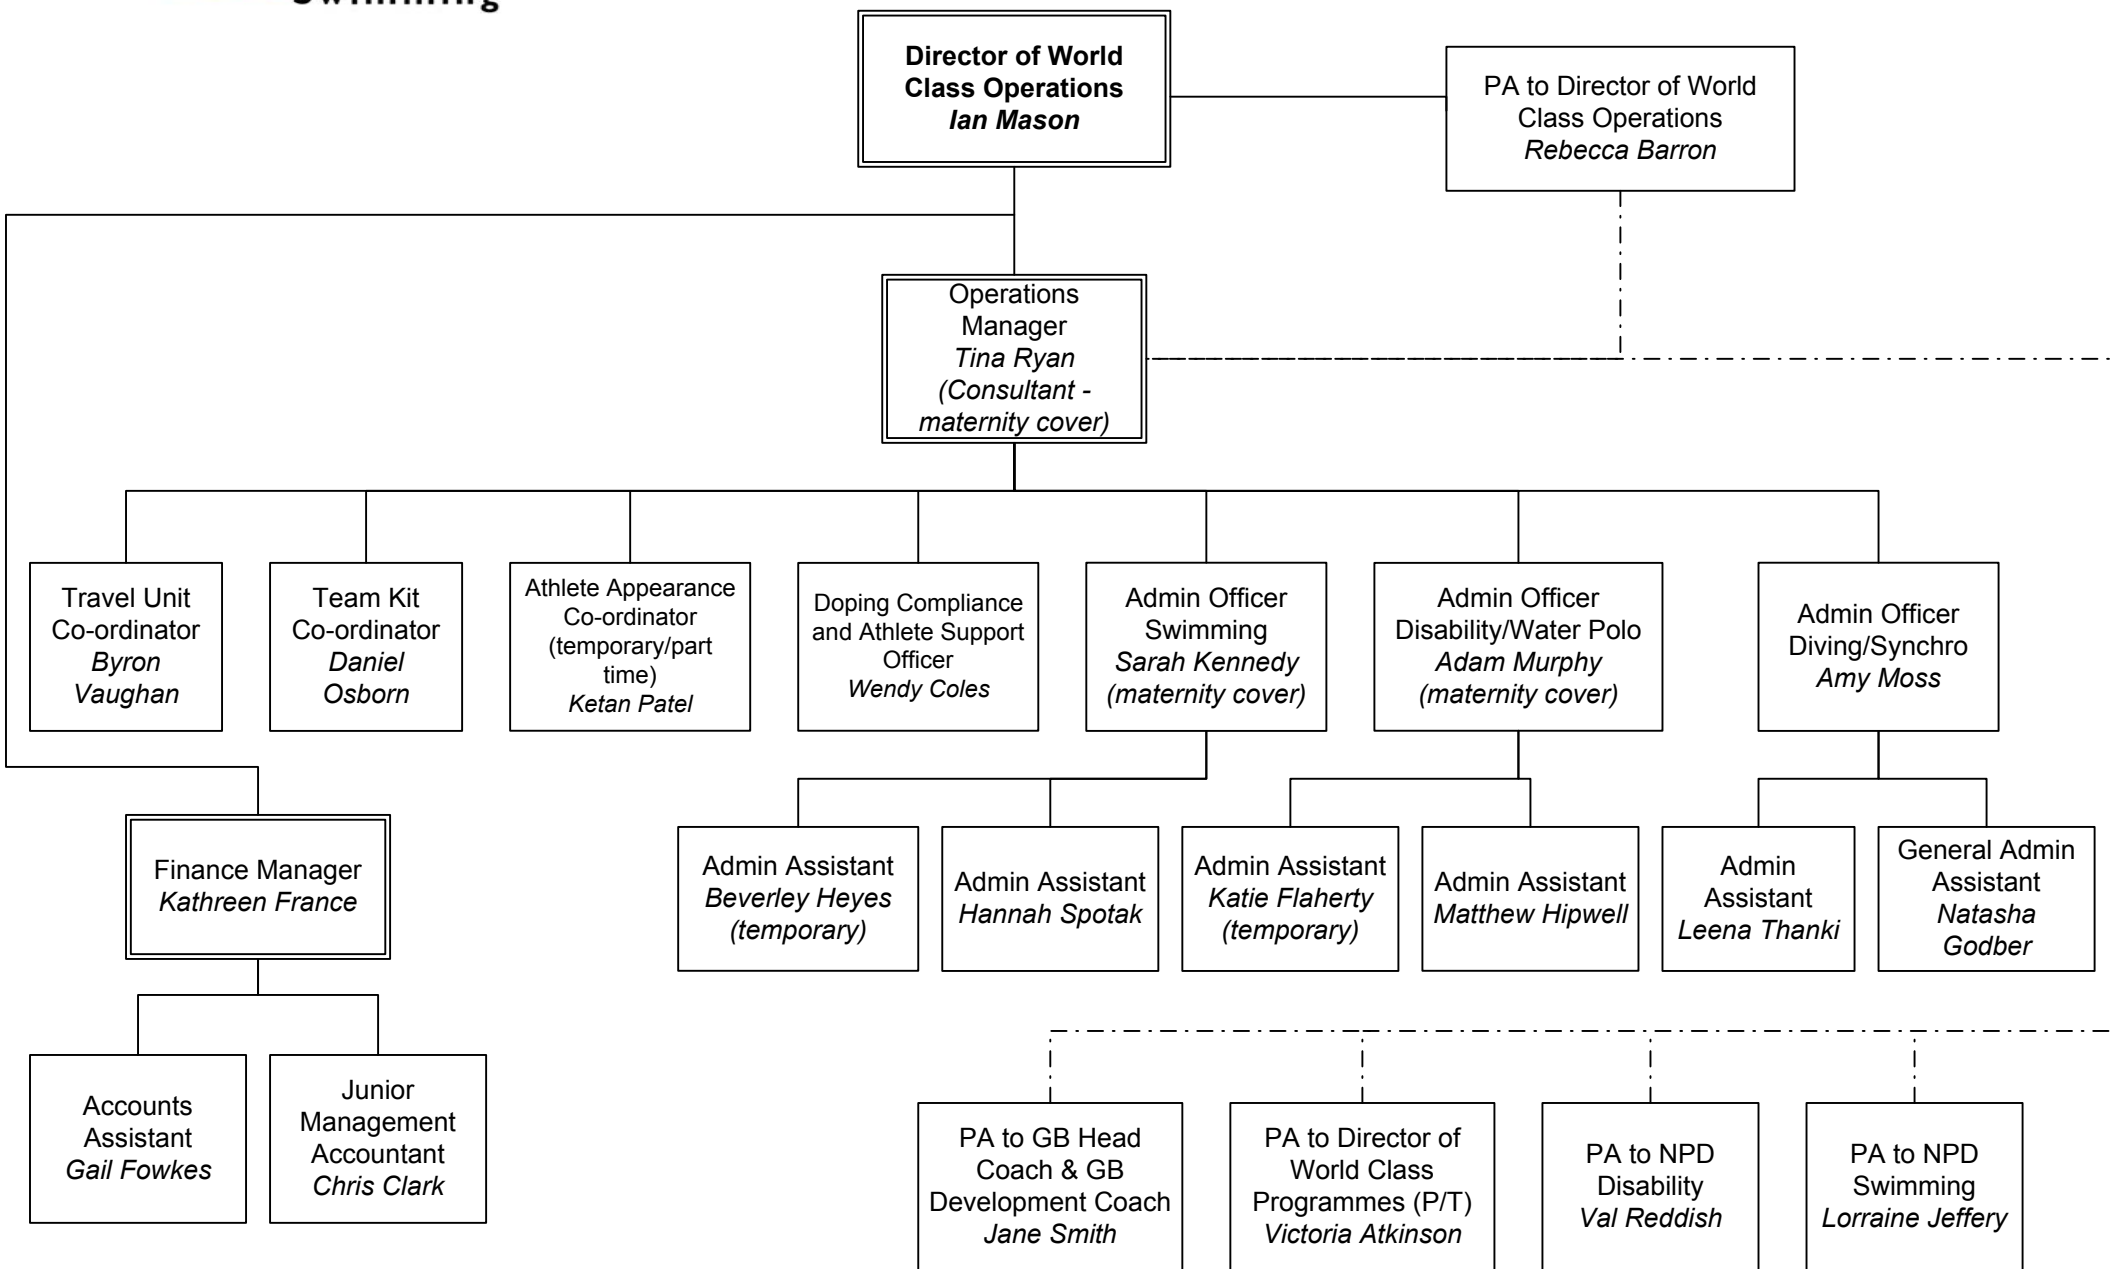 Swimming
Director of World
Class Operations
Ian Mason
PA to Director of World
Class Operations
Rebecca Barron
Operations
Manager
Tina Ryan
(Consultant -
maternity cover)
Travel Unit
Co-ordinator
Byron
Vaughan
Team Kit
Co-ordinator
Daniel
Osborn
Athlete Appearance
Co-ordinator
(temporary/part
time)
Ketan Patel
Doping Compliance
and Athlete Support
Officer
Wendy Coles
Admin Officer
Swimming
Sarah Kennedy
(maternity cover)
Admin Officer
Disability/Water Polo
Adam Murphy
(maternity cover)
Admin Officer
Diving/Synchro
Amy Moss
Finance Manager
Kathreen France
Admin Assistant
Beverley Heyes
(temporary)
Admin Assistant
Hannah Spotak
Admin Assistant
Katie Flaherty
(temporary)
Admin Assistant
Matthew Hipwell
Admin
Assistant
Leena Thanki
General Admin
Assistant
Natasha
Godber
Accounts
Assistant
Gail Fowkes
Junior
Management
Accountant
Chris Clark
PA to GB Head
Coach & GB
Development Coach
Jane Smith
PA to Director of
World Class
Programmes (P/T)
Victoria Atkinson
PA to NPD
Disability
Val Reddish
PA to NPD
Swimming
Lorraine Jeffery